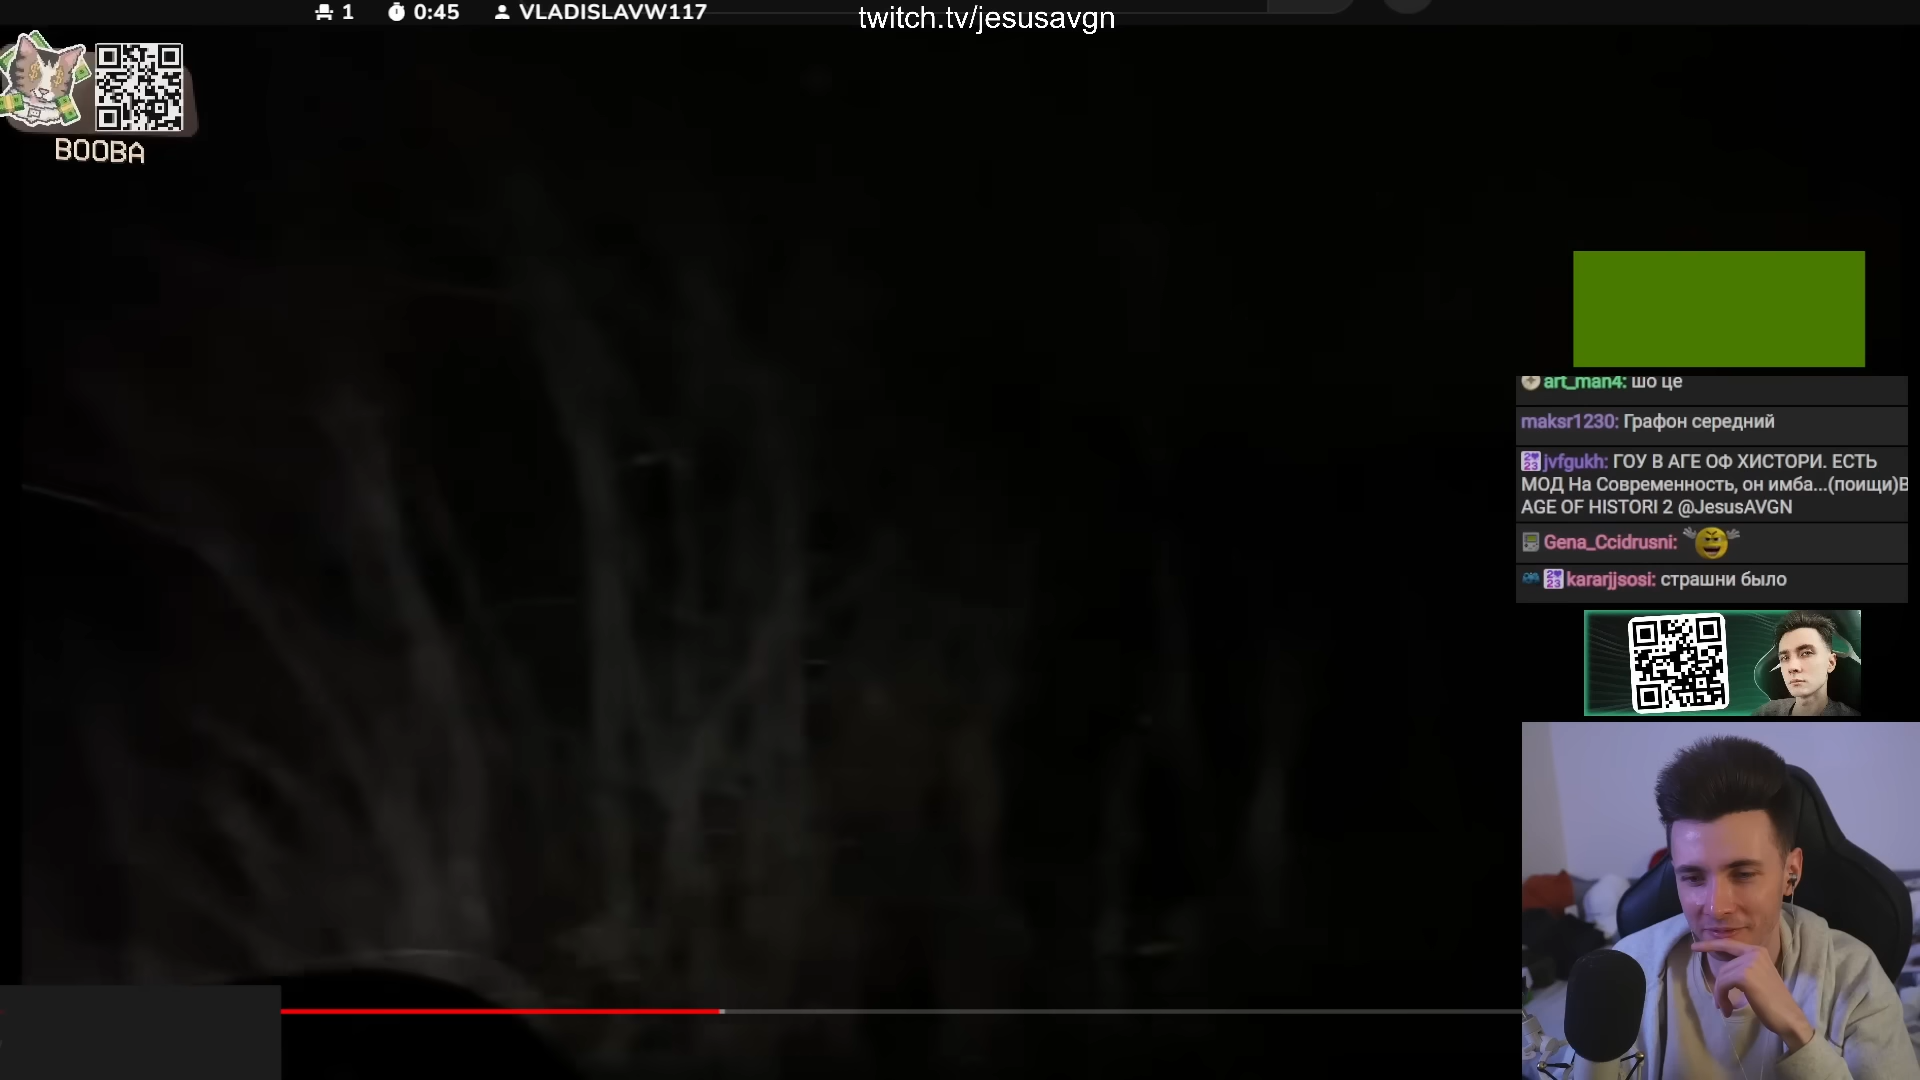 1 0:45 VLADISLAVW117
twitch.tv/jesusavgn
BOOBA
art_man4: шо це
maksr1230: Графон середний
jvfgukh: ГОУ В АГЕ ОФ ХИСТОРИ. ЕСТЬ
МОД На Современность, он имба...(поищи)В
AGE OF HISTORI 2 @JesusAVGN
Gena_Ccidrusni:
kararjjsosi: страшни было